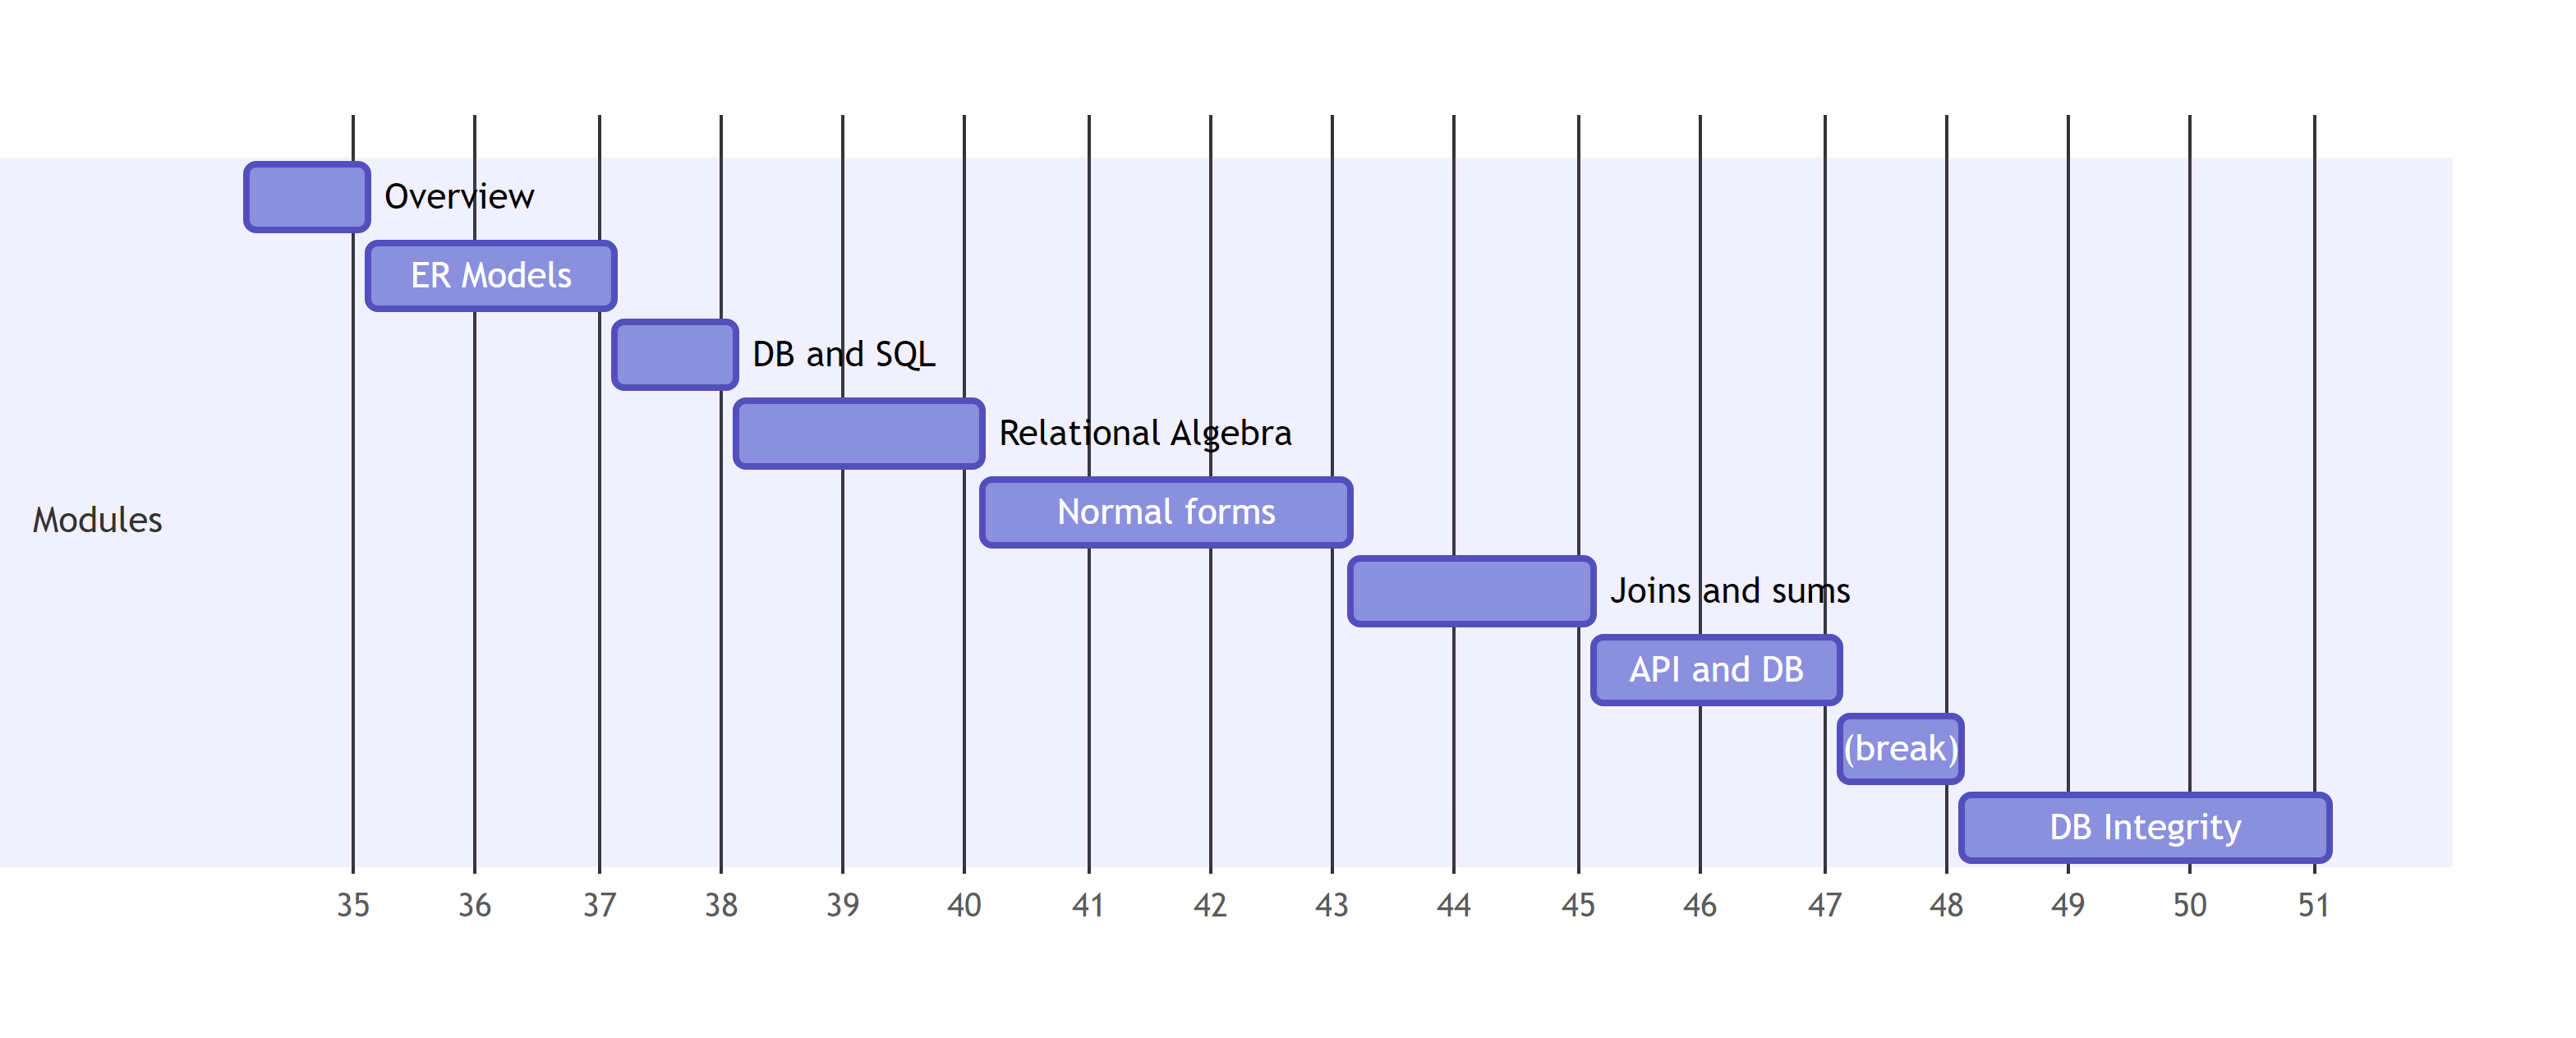 Overview
ER Models
DB and SQL
Relational Algebra
Normal forms
Modules
Joins and sums
API and DB
(break)
DB Integrity
35 36 37 38 39 40 41 42 43 44 45 46 47 48 49 50 51